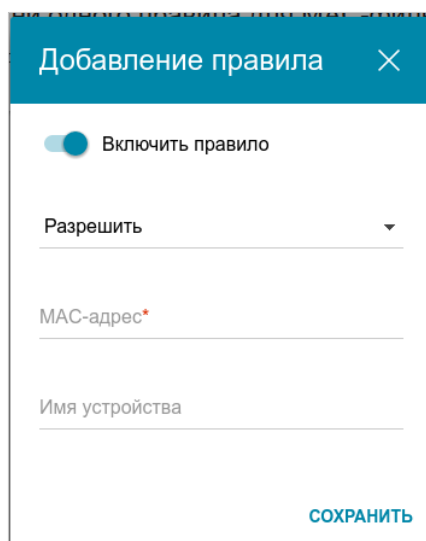 Добавление правила
Включить правило
Разрешить
MAC-адрес*
Имя устройства
СОХРАНИТЬ